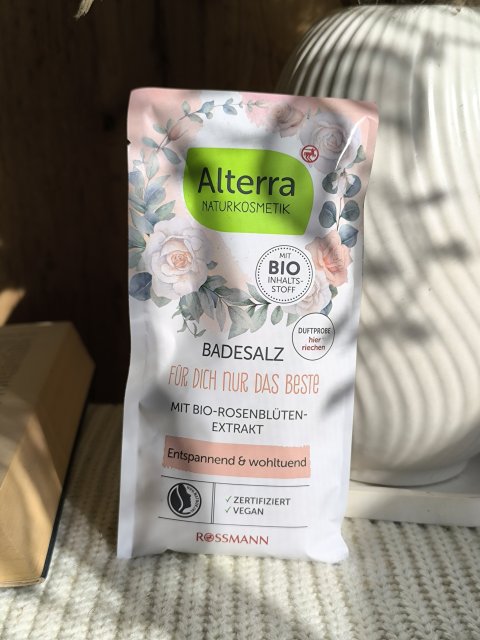 Alterra
NATURKOSMETIK
MIT
BIO
INHALTS-
STOFF
DUFTPROBE
hier
riechen
BADESALZ
FÜR DICH NUR DAS BESTE
MIT BIO-ROSENBLÜTEN-
EXTRAKT
Entspannend & wohltuend
✓ ZERTIFIZIERT
✓ VEGAN
ROSSMANN